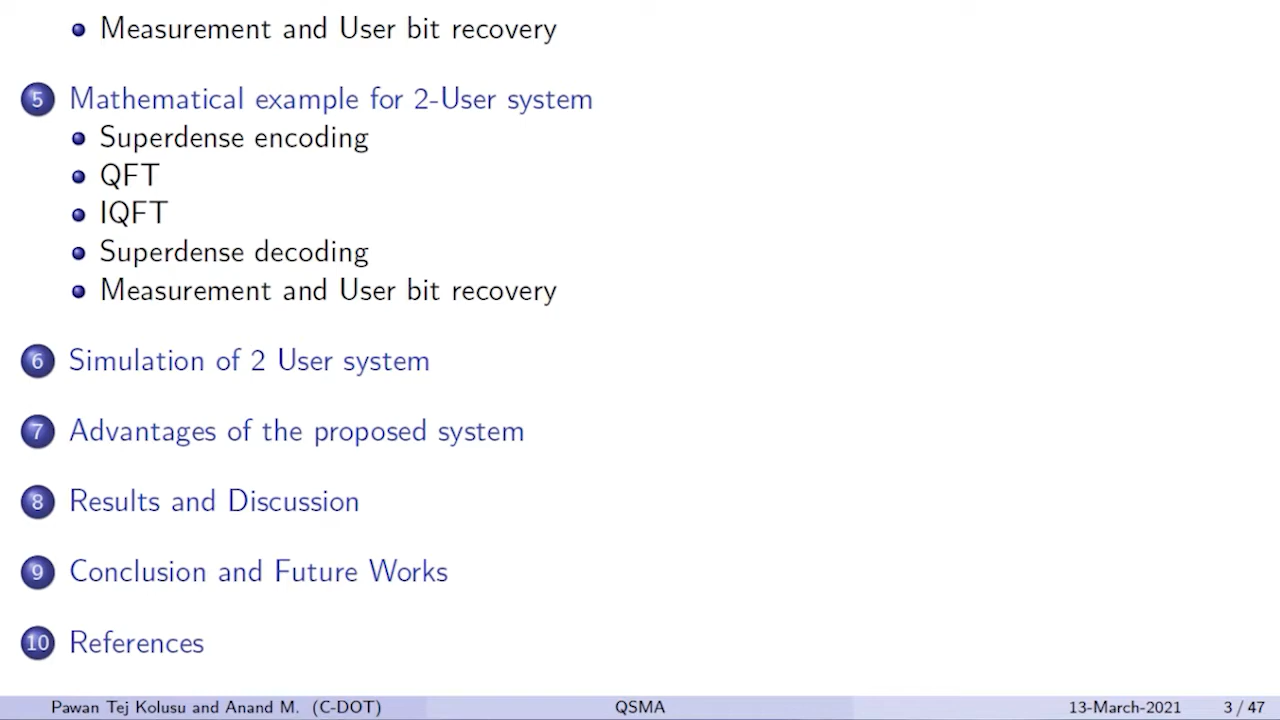 Measurement and User bit recovery
5 Mathematical example for 2-User system
Superdense encoding
QFT
IQFT
Superdense decoding
Measurement and User bit recovery
6 Simulation of 2 User system
7 Advantages of the proposed system
8 Results and Discussion
9 Conclusion and Future Works
10 References
Pawan Tej Kolusu and Anand M. (C-DOT) QSMA 13-March-2021 3 / 47